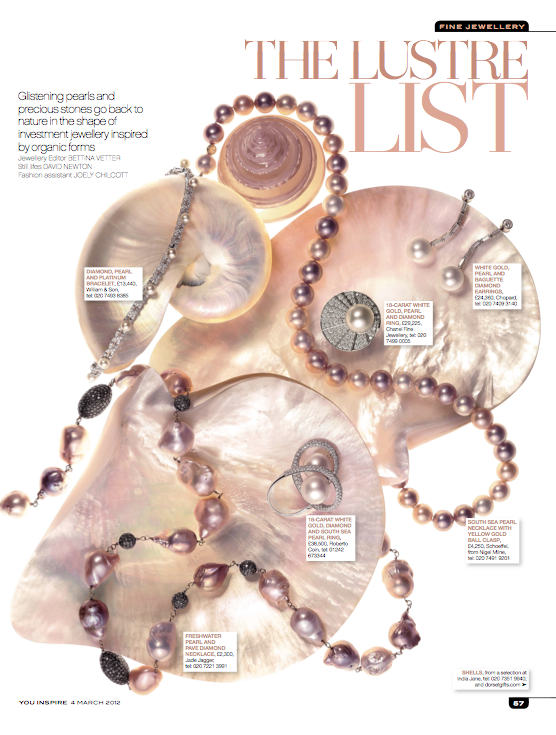 FINE JEWELLERY
THE LUSTRE
LIST
Glistening pearls and
precious stones go back to
nature in the shape of
investment jewellery inspired
by organic forms
Jewellery Editor BETTINA VETTER
Still lifes DAVID NEWTON
Fashion assistant JOELY CHILCOTT
DIAMOND, PEARL
AND PLATINUM
BRACELET, £13,440,
William & Son,
tel: 020 7493 8385
WHITE GOLD,
PEARL AND
BAGUETTE
DIAMOND
EARRINGS,
£24,360, Chopard,
tel: 020 7409 3140
18-CARAT WHITE
GOLD, PEARL
AND DIAMOND
RING, £29,225,
Chanel Fine
Jewellery, tel: 020
7499 0005
18-CARAT WHITE
GOLD, DIAMOND
AND SOUTH SEA
PEARL RING,
£36,500, Roberto
Coin, tel: 01242
673344
SOUTH SEA PEARL
NECKLACE WITH
YELLOW GOLD
BALL CLASP,
£4,250, Schoeffel,
from Nigel Milne,
tel: 020 7491 9201
FRESHWATER
PEARL AND
PAVE DIAMOND
NECKLACE, £2,300,
Jade Jagger,
tel: 020 7221 3991
SHELLS, from a selection at
India Jane, tel: 020 7351 9940,
and dorsetgifts.com ➤
YOU INSPIRE 4 MARCH 2012
57